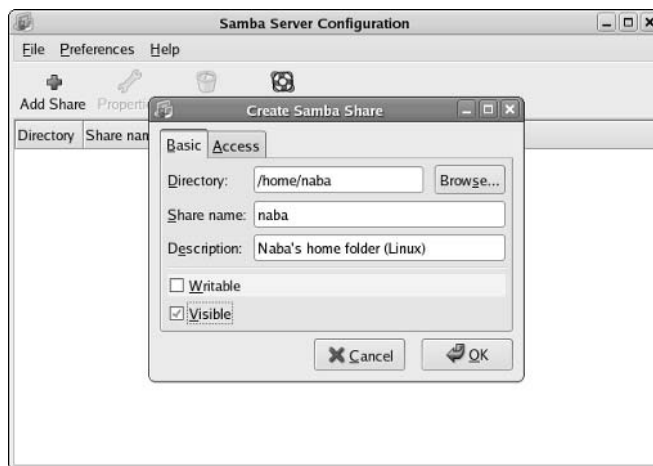 Samba Server Configuration
File Preferences Help
Add Share
Directory Share
Create Samba Share
Basic Access
Directory: /home/naba Browse...
Share name: naba
Description: Naba's home folder (Linux)
Writable
Visible
Cancel OK